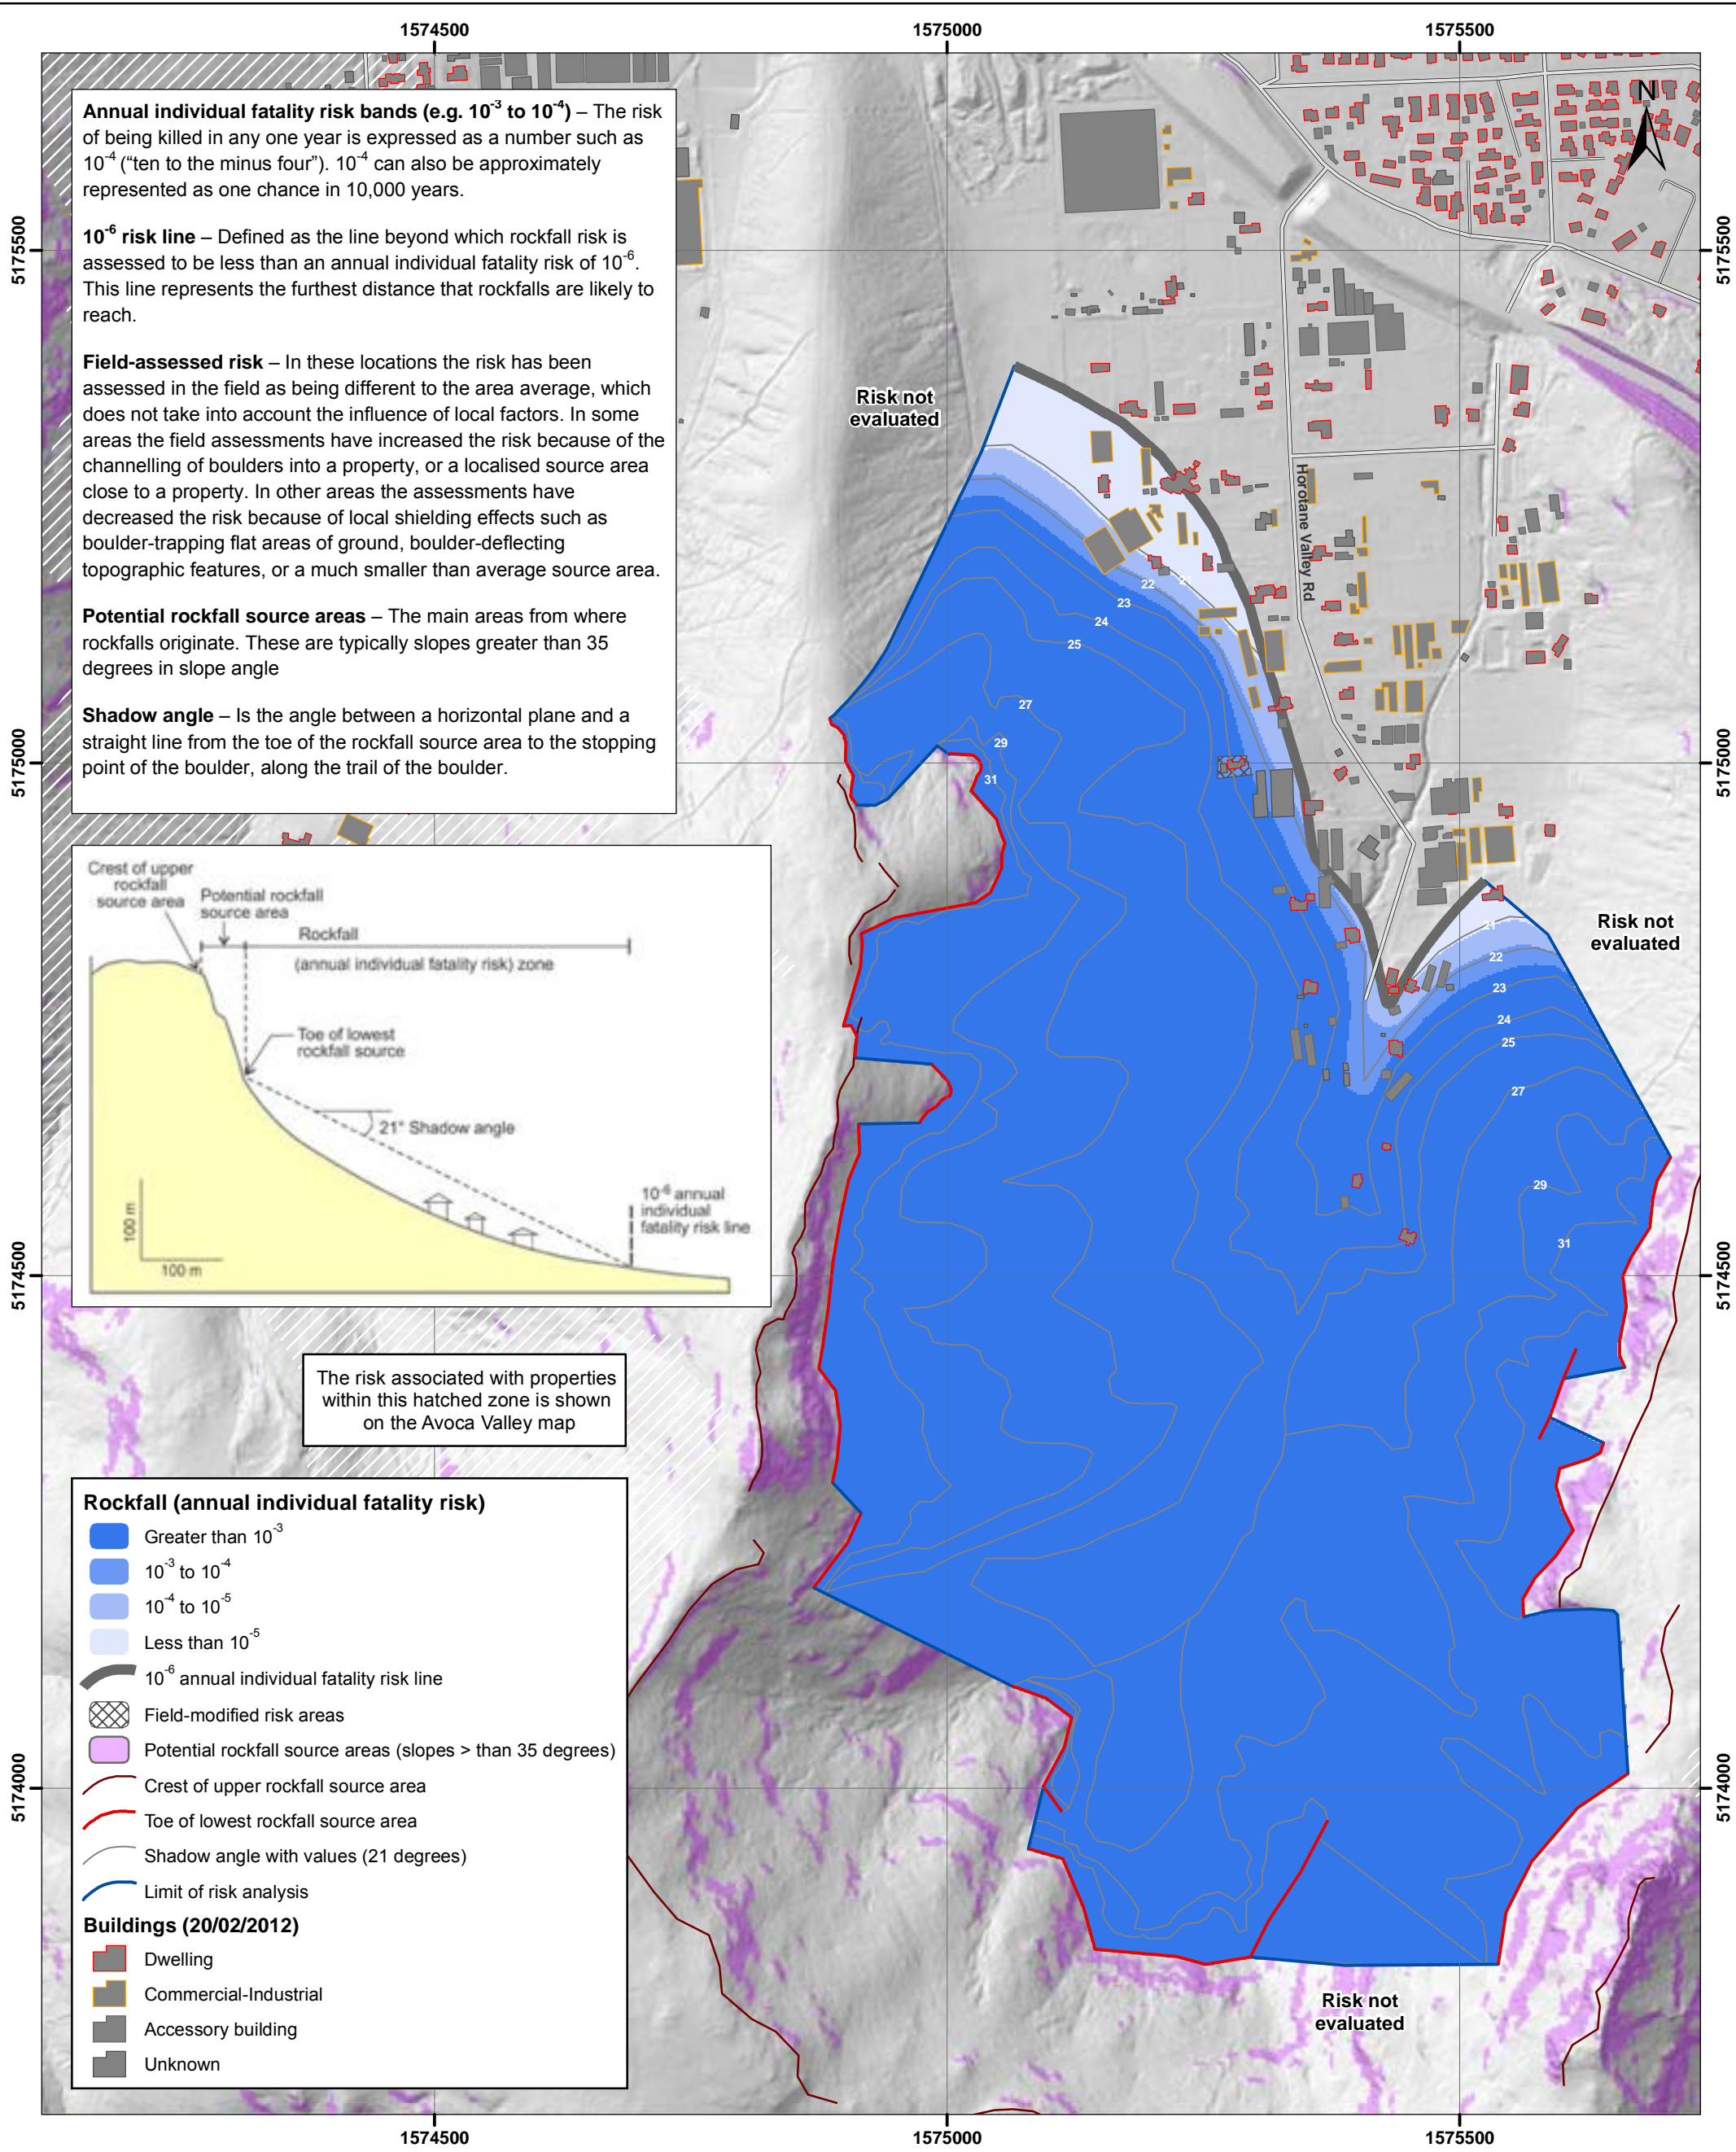 1574500
1575000
1575500
N
Annual individual fatality risk bands (e.g. 10-3 to 10-4) – The risk
of being killed in any one year is expressed as a number such as
10-4 (“ten to the minus four”). 10-4 can also be approximately
represented as one chance in 10,000 years.
10-6 risk line – Defined as the line beyond which rockfall risk is
assessed to be less than an annual individual fatality risk of 10-6.
This line represents the furthest distance that rockfalls are likely to
reach.
Field-assessed risk – In these locations the risk has been
assessed in the field as being different to the area average, which
does not take into account the influence of local factors. In some
areas the field assessments have increased the risk because of the
channelling of boulders into a property, or a localised source area
close to a property. In other areas the assessments have
decreased the risk because of local shielding effects such as
boulder-trapping flat areas of ground, boulder-deflecting
topographic features, or a much smaller than average source area.
Potential rockfall source areas – The main areas from where
rockfalls originate. These are typically slopes greater than 35
degrees in slope angle
Shadow angle – Is the angle between a horizontal plane and a
straight line from the toe of the rockfall source area to the stopping
point of the boulder, along the trail of the boulder.
5175500
5175500
Risk not
evaluated
Horotane Valley Rd
21
22
23
24
25
27
29
31
5175000
5175000
Crest of upper
rockfall
source area
Potential rockfall
source area
Rockfall
(annual individual fatality risk) zone
Toe of lowest
rockfall source
21° Shadow angle
10-6 annual
individual
fatality risk line
100 m
100 m
Risk not
evaluated
21
22
23
24
25
27
29
31
5174500
5174500
The risk associated with properties
within this hatched zone is shown
on the Avoca Valley map
Rockfall (annual individual fatality risk)
Greater than 10-3
10-3 to 10-4
10-4 to 10-5
Less than 10-5
10-6 annual individual fatality risk line
Field-modified risk areas
Potential rockfall source areas (slopes > than 35 degrees)
Crest of upper rockfall source area
Toe of lowest rockfall source area
Shadow angle with values (21 degrees)
Limit of risk analysis
Buildings (20/02/2012)
Dwelling
Commercial-Industrial
Accessory building
Unknown
5174000
5174000
Risk not
evaluated
1574500
1575000
1575500